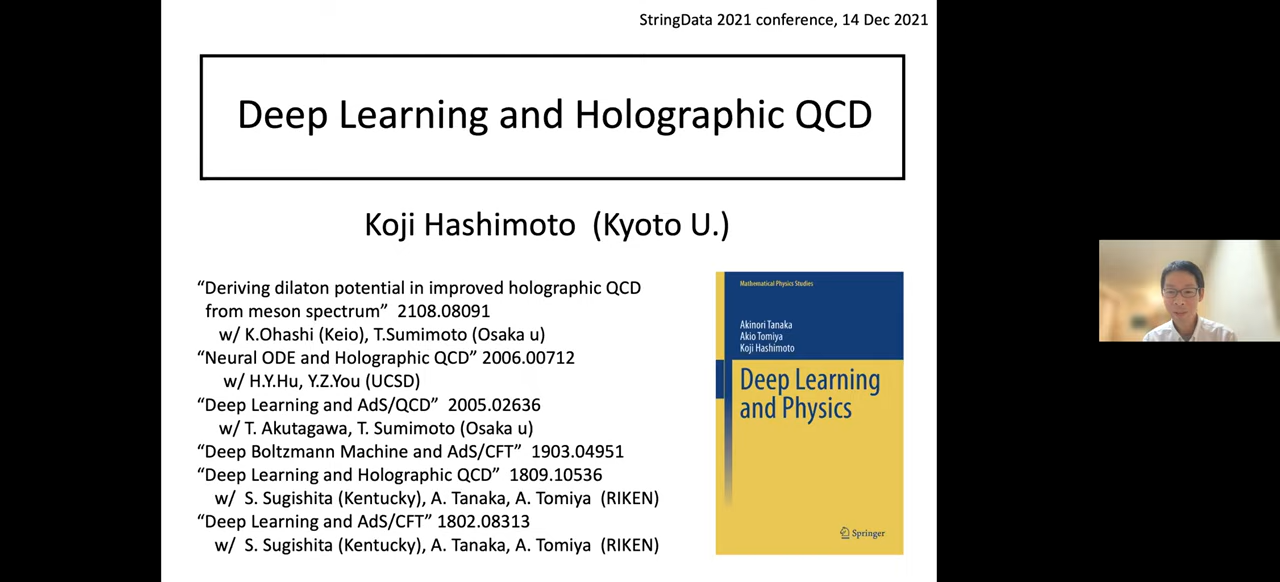 StringData 2021 conference, 14 Dec 2021
Deep Learning and Holographic QCD
Koji Hashimoto (Kyoto U.)
“Deriving dilaton potential in improved holographic QCD
from meson spectrum” 2108.08091
w/ K.Ohashi (Keio), T.Sumimoto (Osaka u)
“Neural ODE and Holographic QCD” 2006.00712
w/ H.Y.Hu, Y.Z.You (UCSD)
“Deep Learning and AdS/QCD” 2005.02636
w/ T. Akutagawa, T. Sumimoto (Osaka u)
“Deep Boltzmann Machine and AdS/CFT” 1903.04951
“Deep Learning and Holographic QCD” 1809.10536
w/ S. Sugishita (Kentucky), A. Tanaka, A. Tomiya (RIKEN)
“Deep Learning and AdS/CFT” 1802.08313
w/ S. Sugishita (Kentucky), A. Tanaka, A. Tomiya (RIKEN)
Mathematical Physics Studies
Akinori Tanaka
Akio Tomiya
Koji Hashimoto
Deep Learning
and Physics
Springer